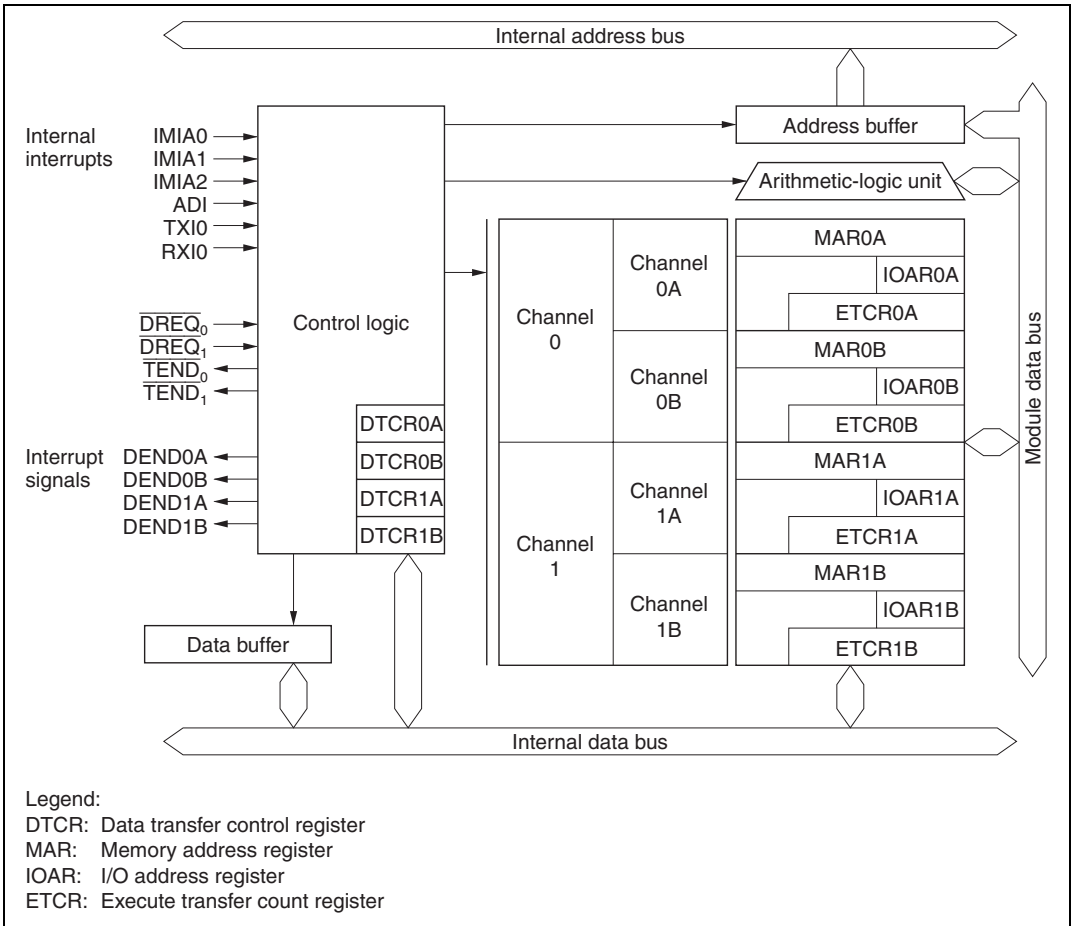 Internal address bus
Internal
interrupts
IMIA0
IMIA1
IMIA2
ADI
TXI0
RXI0
DREQ0
DREQ1
TEND0
TEND1
Interrupt
signals
DEND0A
DEND0B
DEND1A
DEND1B
Control logic
DTCR0A
DTCR0B
DTCR1A
DTCR1B
Data buffer
Address buffer
Arithmetic-logic unit
Channel
0
Channel
0A
Channel
0B
Channel
1
Channel
1A
Channel
1B
MAR0A
IOAR0A
ETCR0A
MAR0B
IOAR0B
ETCR0B
MAR1A
IOAR1A
ETCR1A
MAR1B
IOAR1B
ETCR1B
Module data bus
Internal data bus
Legend:
DTCR: Data transfer control register
MAR: Memory address register
IOAR: I/O address register
ETCR: Execute transfer count register